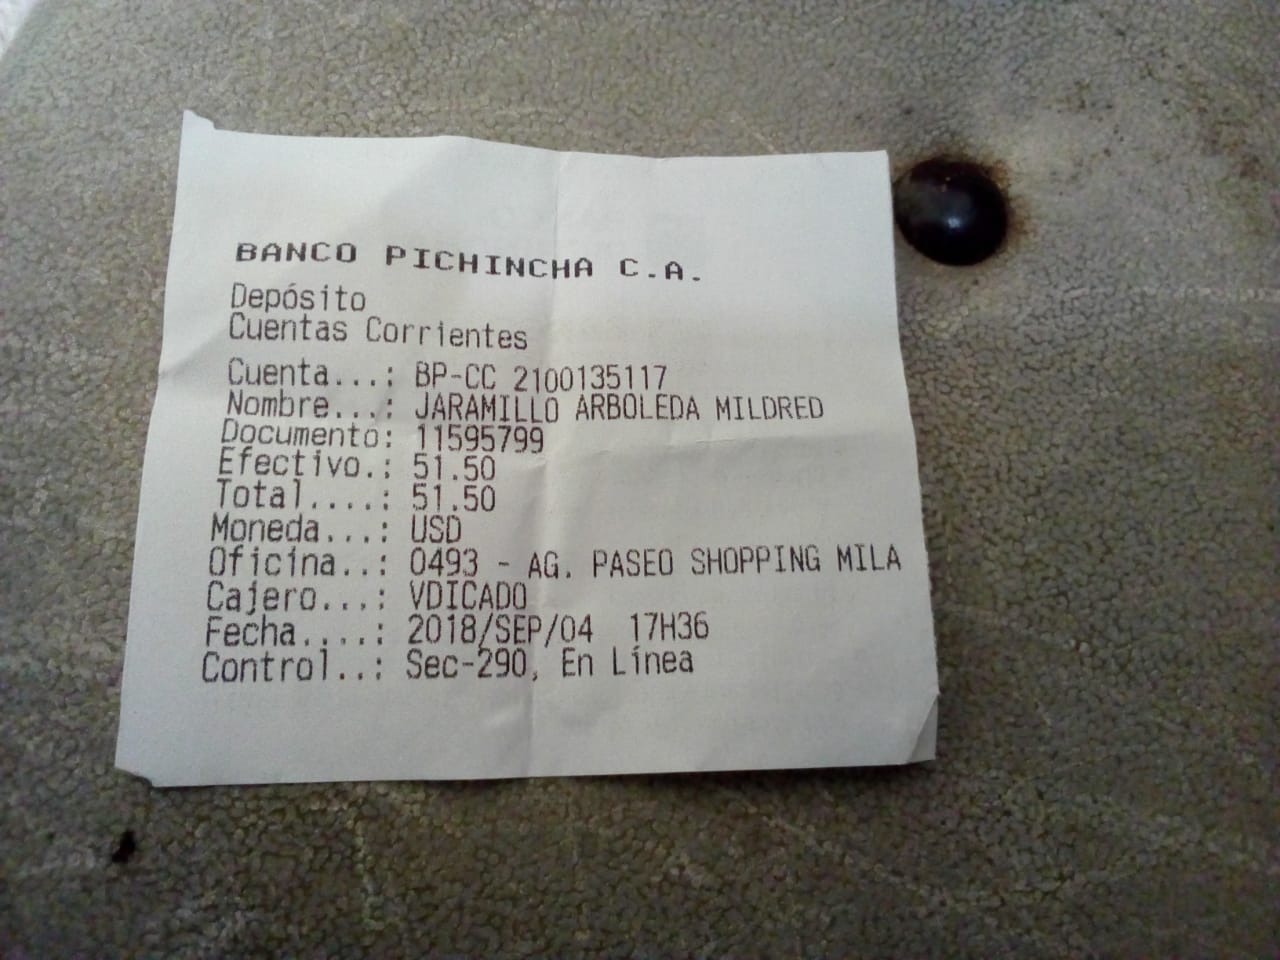 BANCO PICHINCHA C.A.
Depósito
Cuentas Corrientes
Cuenta...: BP-CC 2100135117
Nombre...: JARAMILLO ARBOLEDA MILDRED
Documento: 11595799
Efectivo.: 51.50
Total....: 51.50
Moneda...: USD
Oficina..: 0493 - AG. PASEO SHOPPING MILA
Cajero...: VDICADO
Fecha....: 2018/SEP/04 17H36
Control..: Sec-290, En Línea